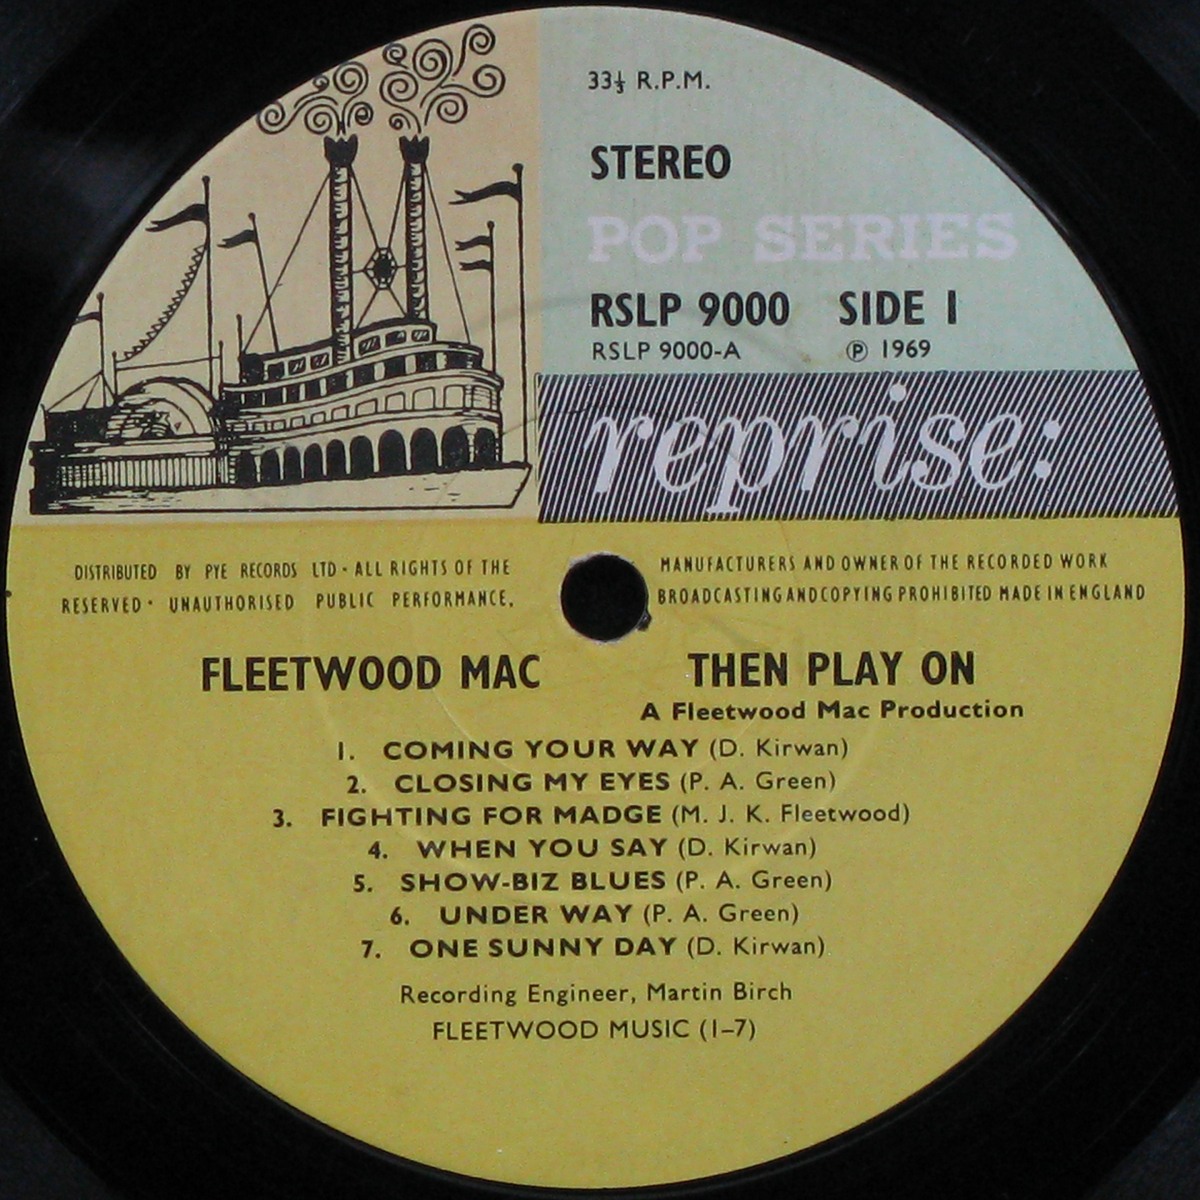 33⅓ R.P.M.
STEREO
POP SERIES
RSLP 9000 SIDE 1
RSLP 9000-A ℗ 1969
reprise:
DISTRIBUTED BY PYE RECORDS LTD · ALL RIGHTS OF THE MANUFACTURERS AND OWNER OF THE RECORDED WORK
RESERVED · UNAUTHORISED PUBLIC PERFORMANCE, BROADCASTING AND COPYING PROHIBITED MADE IN ENGLAND
FLEETWOOD MAC THEN PLAY ON
A Fleetwood Mac Production
1. COMING YOUR WAY (D. Kirwan)
2. CLOSING MY EYES (P. A. Green)
3. FIGHTING FOR MADGE (M. J. K. Fleetwood)
4. WHEN YOU SAY (D. Kirwan)
5. SHOW-BIZ BLUES (P. A. Green)
6. UNDER WAY (P. A. Green)
7. ONE SUNNY DAY (D. Kirwan)
Recording Engineer, Martin Birch
FLEETWOOD MUSIC (1–7)